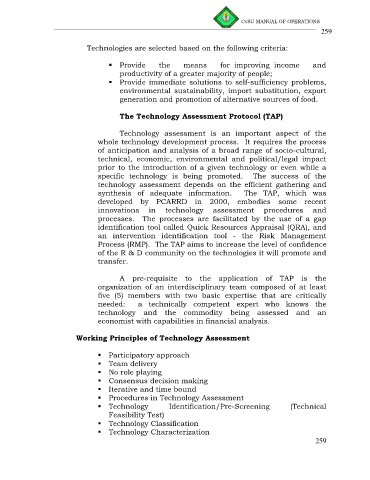 CvSU MANUAL OF OPERATIONS
259
Technologies are selected based on the following criteria:
▪ Provide the means for improving income and
productivity of a greater majority of people;
▪ Provide immediate solutions to self-sufficiency problems,
environmental sustainability, import substitution, export
generation and promotion of alternative sources of food.
The Technology Assessment Protocol (TAP)
Technology assessment is an important aspect of the
whole technology development process. It requires the process
of anticipation and analysis of a broad range of socio-cultural,
technical, economic, environmental and political/legal impact
prior to the introduction of a given technology or even while a
specific technology is being promoted. The success of the
technology assessment depends on the efficient gathering and
synthesis of adequate information. The TAP, which was
developed by PCARRD in 2000, embodies some recent
innovations in technology assessment procedures and
processes. The processes are facilitated by the use of a gap
identification tool called Quick Resources Appraisal (QRA), and
an intervention identification tool - the Risk Management
Process (RMP). The TAP aims to increase the level of confidence
of the R & D community on the technologies it will promote and
transfer.
A pre-requisite to the application of TAP is the
organization of an interdisciplinary team composed of at least
five (5) members with two basic expertise that are critically
needed: a technically competent expert who knows the
technology and the commodity being assessed and an
economist with capabilities in financial analysis.
Working Principles of Technology Assessment
▪ Participatory approach
▪ Team delivery
▪ No role playing
▪ Consensus decision making
▪ Iterative and time bound
▪ Procedures in Technology Assessment
▪ Technology Identification/Pre-Screening (Technical
Feasibility Test)
▪ Technology Classification
▪ Technology Characterization
259